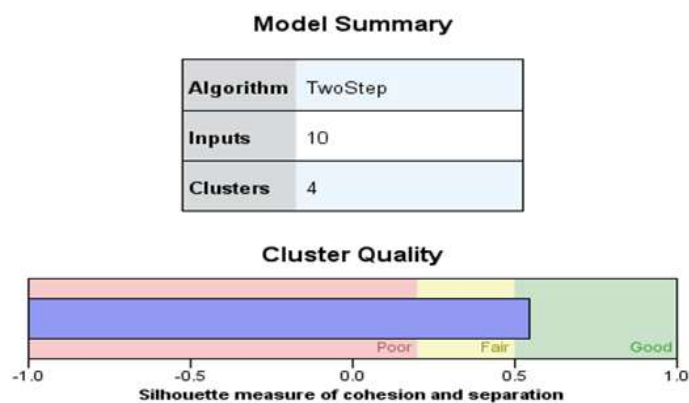 Model Summary
Algorithm TwoStep
Inputs 10
Clusters 4
Cluster Quality
Poor Fair Good
-1.0 -0.5 0.0 0.5 1.0
Silhouette measure of cohesion and separation